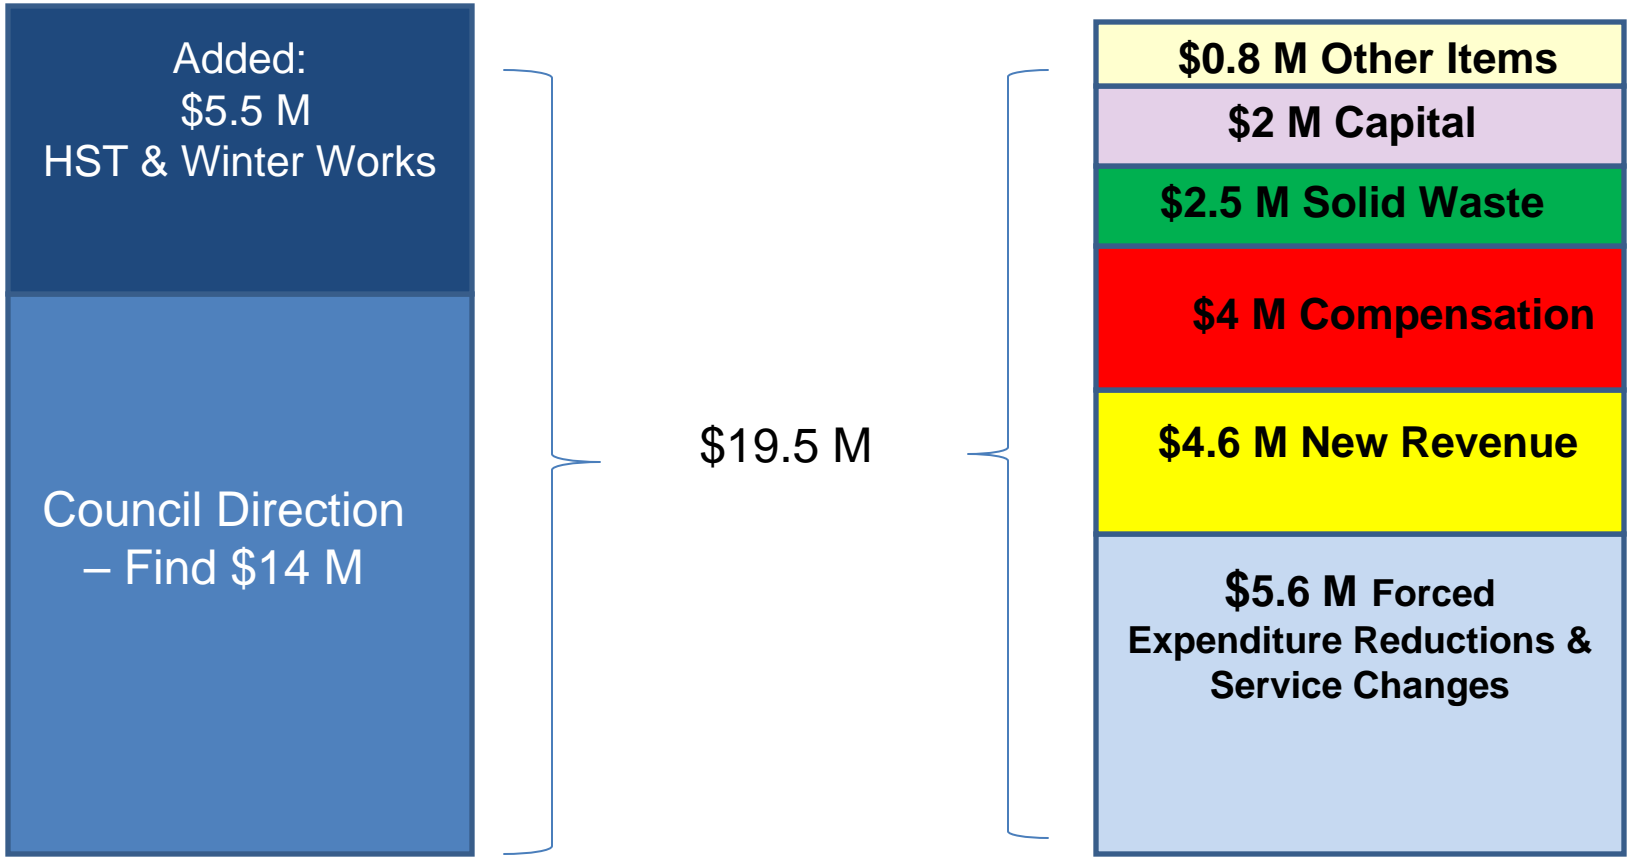 Added:
$5.5 M
HST & Winter Works
Council Direction
– Find $14 M
$19.5 M
$0.8 M Other Items
$2 M Capital
$2.5 M Solid Waste
$4 M Compensation
$4.6 M New Revenue
$5.6 M Forced
Expenditure Reductions &
Service Changes